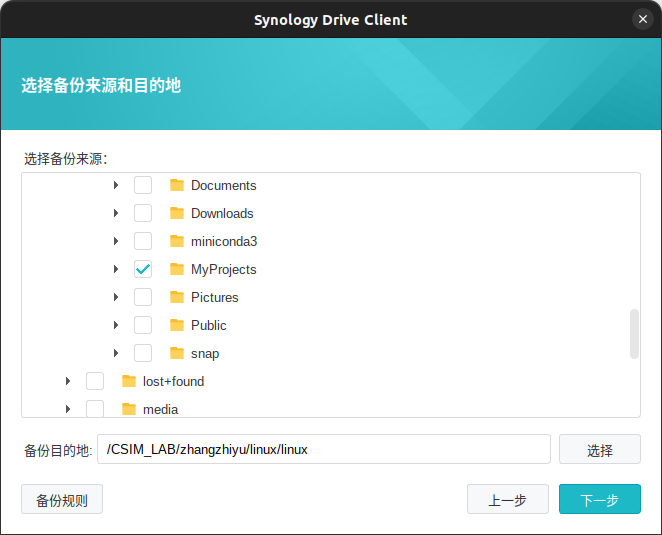 Synology Drive Client
选择备份来源和目的地
选择备份来源：
Documents
Downloads
miniconda3
MyProjects
Pictures
Public
snap
lost+found
media
备份目的地: /CSIM_LAB/zhangzhiyu/linux/linux 选择
备份规则 上一步 下一步